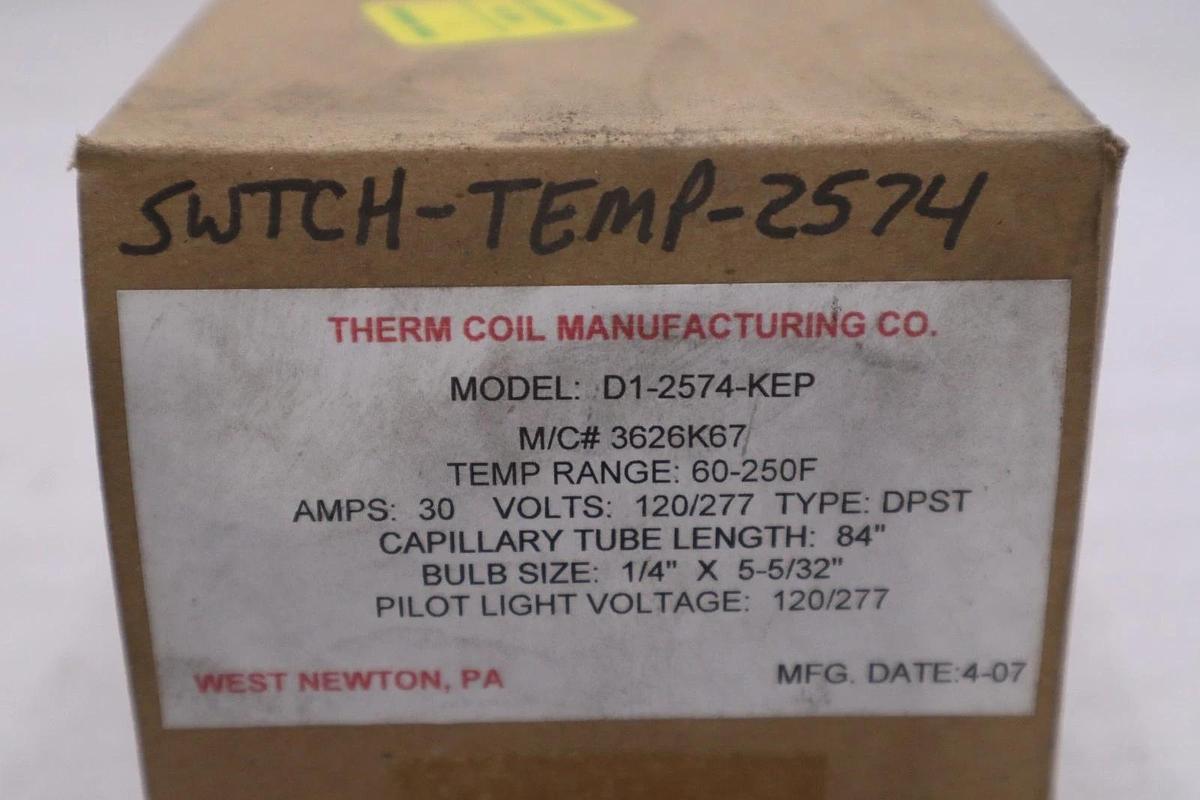 SWTCH-TEMP-2574
THERM COIL MANUFACTURING CO.
MODEL: D1-2574-KEP
M/C# 3626K67
TEMP RANGE: 60-250F
AMPS: 30 VOLTS: 120/277 TYPE: DPST
CAPILLARY TUBE LENGTH: 84"
BULB SIZE: 1/4" X 5-5/32"
PILOT LIGHT VOLTAGE: 120/277
WEST NEWTON, PA MFG. DATE:4-07